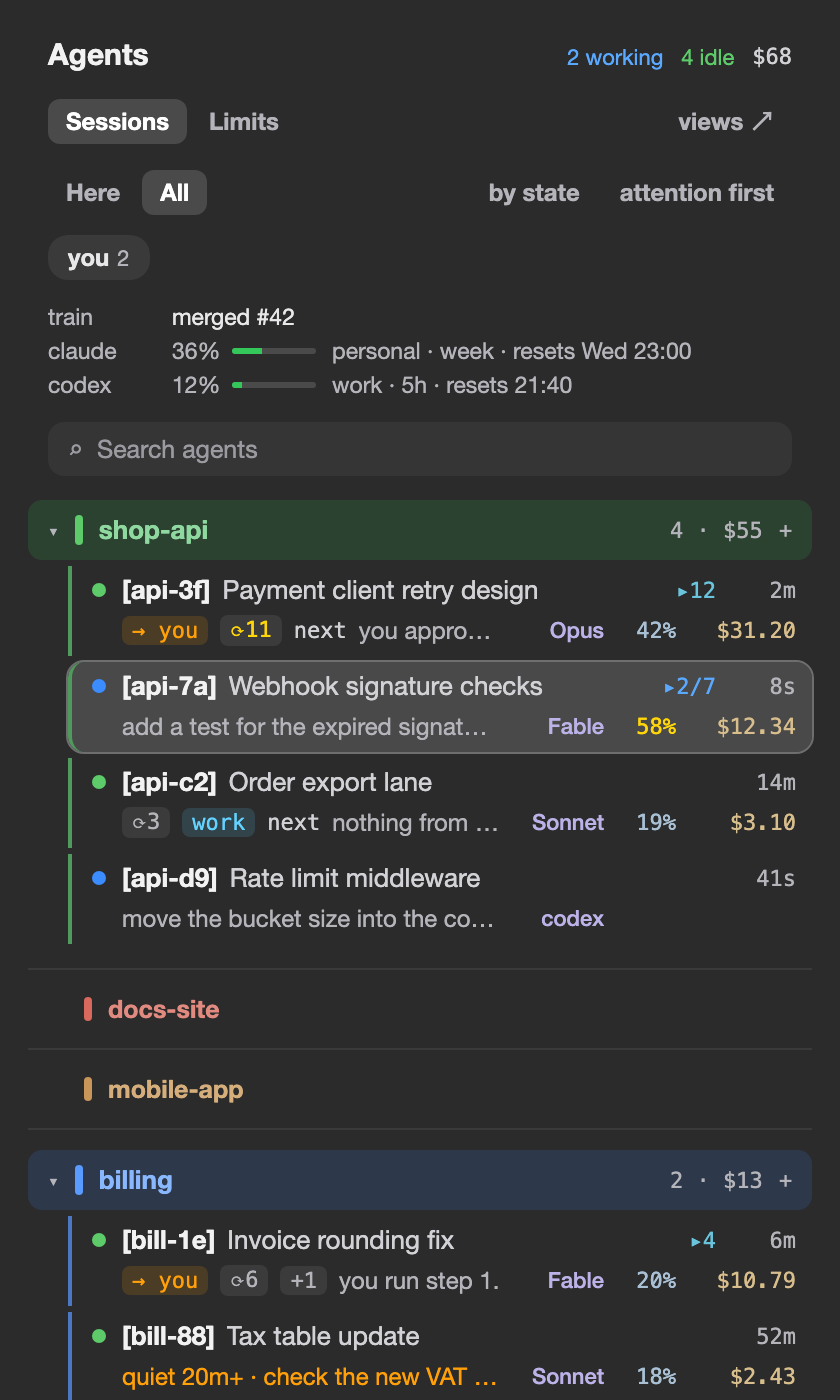 Agents 2 working 4 idle $68
Sessions Limits views ↗
Here All by state attention first
you 2
train merged #42
claude 36% personal · week · resets Wed 23:00
codex 12% work · 5h · resets 21:40
⌕ Search agents
▾ shop-api 4 · $55 +
[api-3f] Payment client retry design ▸12 2m
→ you ⟳11 next you appro… Opus 42% $31.20
[api-7a] Webhook signature checks ▸2/7 8s
add a test for the expired signat… Fable 58% $12.34
[api-c2] Order export lane 14m
⟳3 work next nothing from … Sonnet 19% $3.10
[api-d9] Rate limit middleware 41s
move the bucket size into the co… codex
docs-site
mobile-app
▾ billing 2 · $13 +
[bill-1e] Invoice rounding fix ▸4 6m
→ you ⟳6 +1 you run step 1. Fable 20% $10.79
[bill-88] Tax table update 52m
quiet 20m+ · check the new VAT … Sonnet 18% $2.43